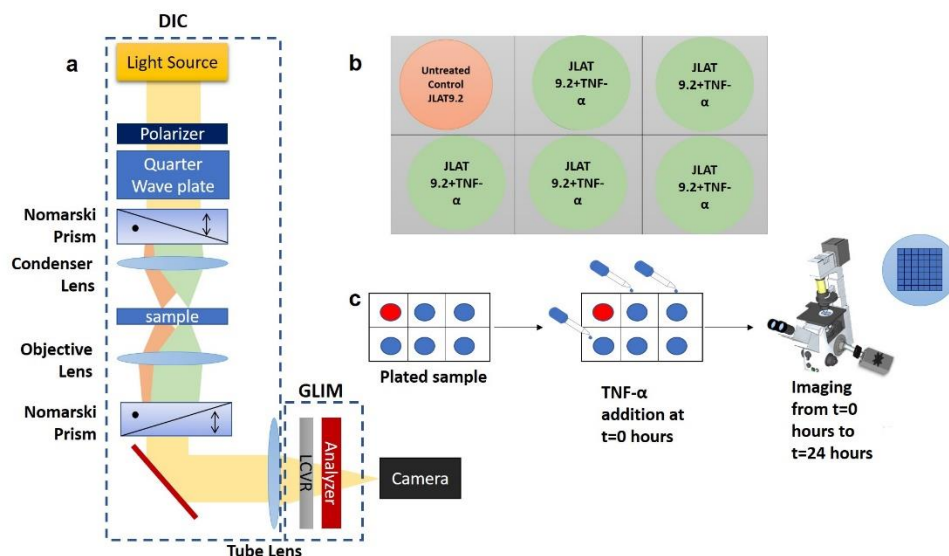 DIC
a
Light Source
Polarizer
Quarter
Wave plate
Nomarski
Prism
Condenser
Lens
sample
Objective
Lens
Nomarski
Prism
GLIM
LCVR
Analyzer
Camera
Tube Lens
b
Untreated
Control
JLAT9.2
JLAT
9.2+TNF-
α
JLAT
9.2+TNF-
α
JLAT
9.2+TNF-
α
JLAT
9.2+TNF-
α
JLAT
9.2+TNF-
α
c
Plated sample
TNF-α
addition at
t=0 hours
Imaging
from t=0
hours to
t=24 hours